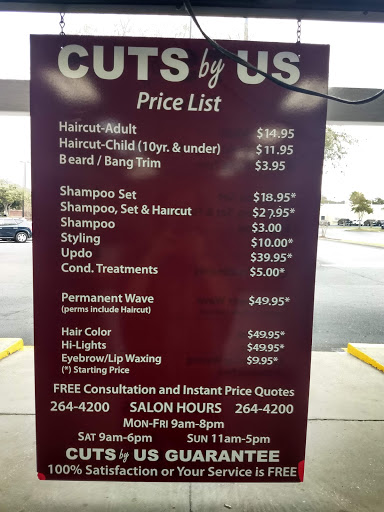 CUTS by US
Price List
Haircut-Adult $14.95
Haircut-Child (10yr. & under) $11.95
Beard / Bang Trim $3.95
Shampoo Set $18.95*
Shampoo, Set & Haircut $27.95*
Shampoo $3.00
Styling $10.00*
Updo $39.95*
Cond. Treatments $5.00*
Permanent Wave $49.95*
(perms include Haircut)
Hair Color $49.95*
Hi-Lights $49.95*
Eyebrow/Lip Waxing $9.95*
(*) Starting Price
FREE Consultation and Instant Price Quotes
264-4200 SALON HOURS 264-4200
MON-FRI 9am-8pm
SAT 9am-6pm SUN 11am-5pm
CUTS by US GUARANTEE
100% Satisfaction or Your Service is FREE